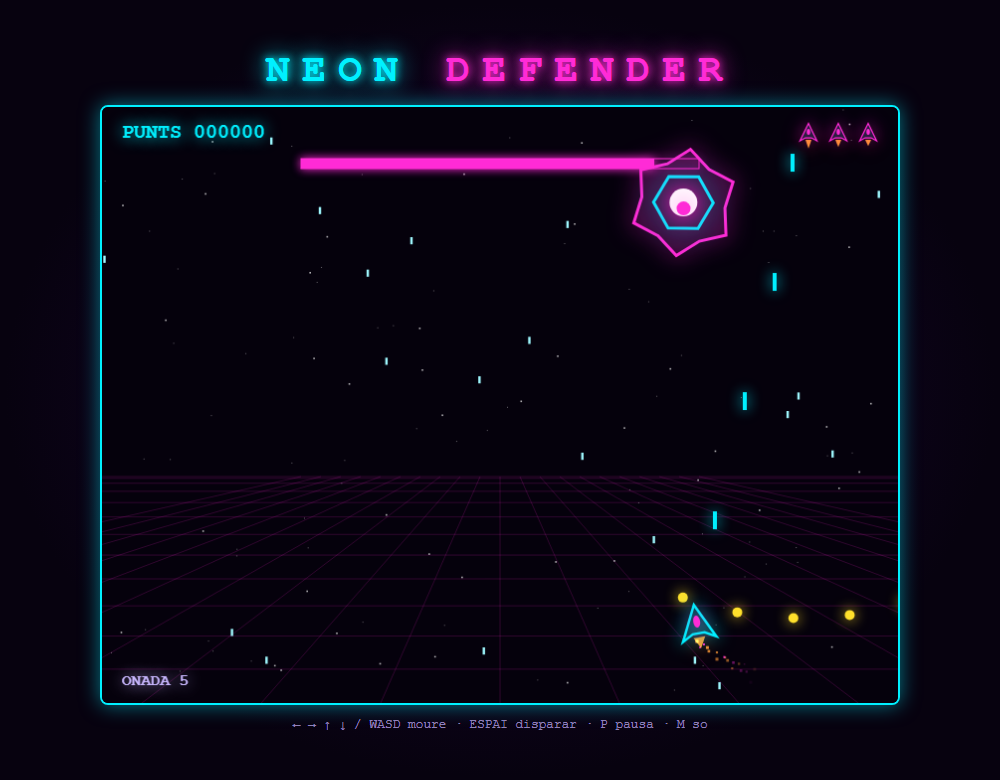 NEON DEFENDER
PUNTS 000000
ONADA 5
← → ↑ ↓ / WASD moure · ESPAI disparar · P pausa · M so